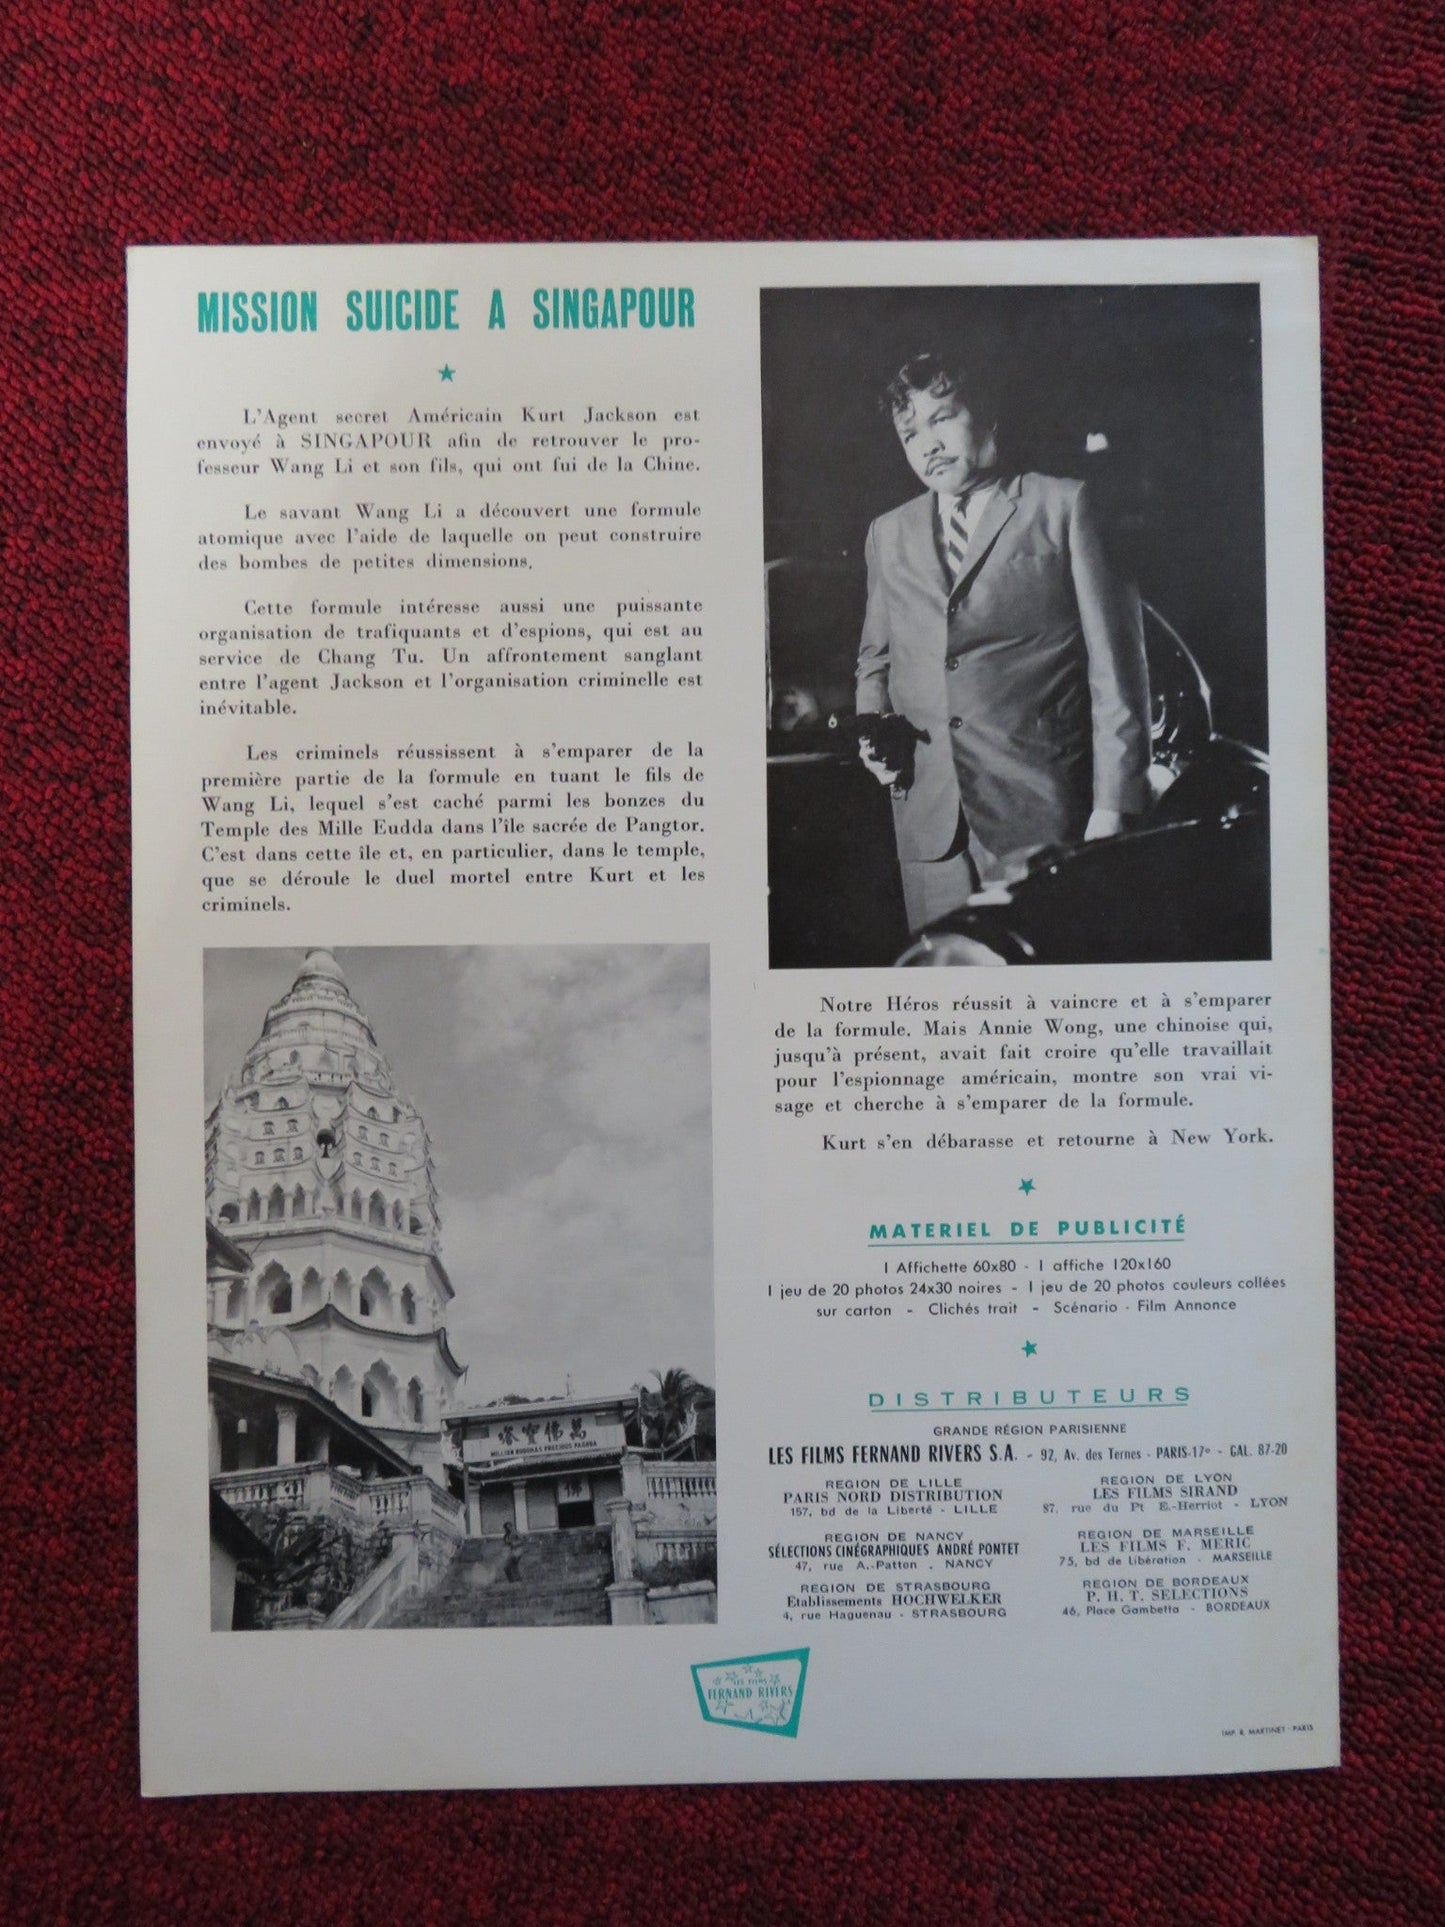 MISSION SUICIDE A SINGAPOUR
L'Agent secret Américain Kurt Jackson est
envoyé à SINGAPOUR afin de retrouver le pro-
fesseur Wang Li et son fils, qui ont fui de la Chine.
Le savant Wang Li a découvert une formule
atomique avec l'aide de laquelle on peut construire
des bombes de petites dimensions.
Cette formule intéresse aussi une puissante
organisation de trafiquants et d'espions, qui est au
service de Chang Tu. Un affrontement sanglant
entre l'agent Jackson et l'organisation criminelle est
inévitable.
Les criminels réussissent à s'emparer de la
première partie de la formule en tuant le fils de
Wang Li, lequel s'est caché parmi les bonzes du
Temple des Mille Eudda dans l'île sacrée de Pangtor.
C'est dans cette île et, en particulier, dans le temple,
que se déroule le duel mortel entre Kurt et les
criminels.
塔寶佛萬
MILLION BUDDHAS PRECIOUS PAGODA
佛
Notre Héros réussit à vaincre et à s'emparer
de la formule. Mais Annie Wong, une chinoise qui,
jusqu'à présent, avait fait croire qu'elle travaillait
pour l'espionnage américain, montre son vrai vi-
sage et cherche à s'emparer de la formule.
Kurt s'en débarasse et retourne à New York.
MATERIEL DE PUBLICITÉ
1 Affichette 60x80 - 1 affiche 120x160
1 jeu de 20 photos 24x30 noires - 1 jeu de 20 photos couleurs collées
sur carton - Clichés trait - Scénario - Film Annonce
DISTRIBUTEURS
GRANDE RÉGION PARISIENNE
LES FILMS FERNAND RIVERS S.A. - 92, Av. des Ternes - PARIS-17e - GAL. 87-20
REGION DE LILLE
PARIS NORD DISTRIBUTION
157, bd de la Liberté - LILLE
REGION DE LYON
LES FILMS SIRAND
87, rue du Pt E.-Herriot - LYON
REGION DE NANCY
SÉLECTIONS CINÉGRAPHIQUES ANDRÉ PONTET
47, rue A.-Patton . NANCY
REGION DE MARSEILLE
LES FILMS F. MERIC
75, bd de Libération - MARSEILLE
REGION DE STRASBOURG
Etablissements HOCHWELKER
4, rue Haguenau - STRASBOURG
REGION DE BORDEAUX
P. H. T. SELECTIONS
46, Place Gambetta - BORDEAUX
LES FILMS
FERNAND RIVERS
S.A.
IMP. R. MARTINET - PARIS